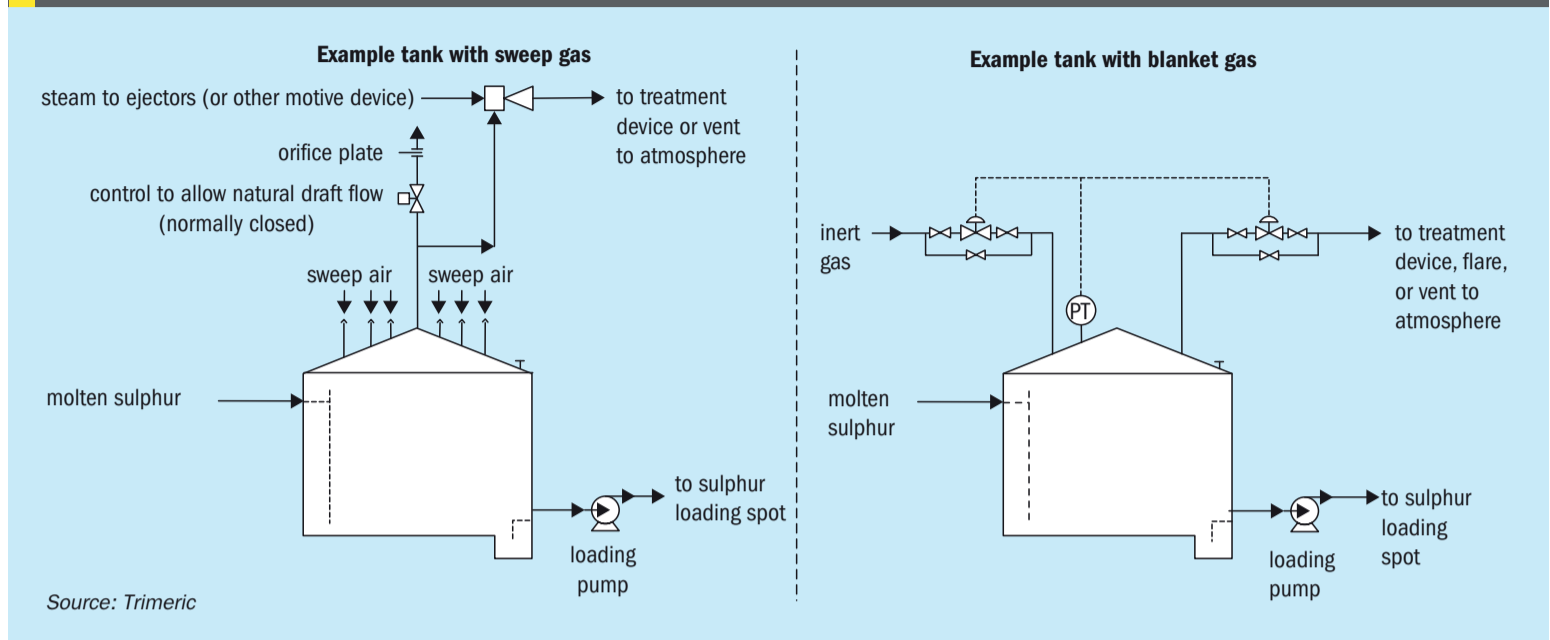 Example tank with sweep gas
steam to ejectors (or other motive device)
to treatment
device or vent
to atmosphere
orifice plate
control to allow natural draft flow
(normally closed)
sweep air
sweep air
molten sulphur
to sulphur
loading spot
loading
pump
Source: Trimeric
Example tank with blanket gas
inert
gas
to treatment
device, flare,
or vent to
atmosphere
PT
molten
sulphur
to sulphur
loading
spot
loading
pump